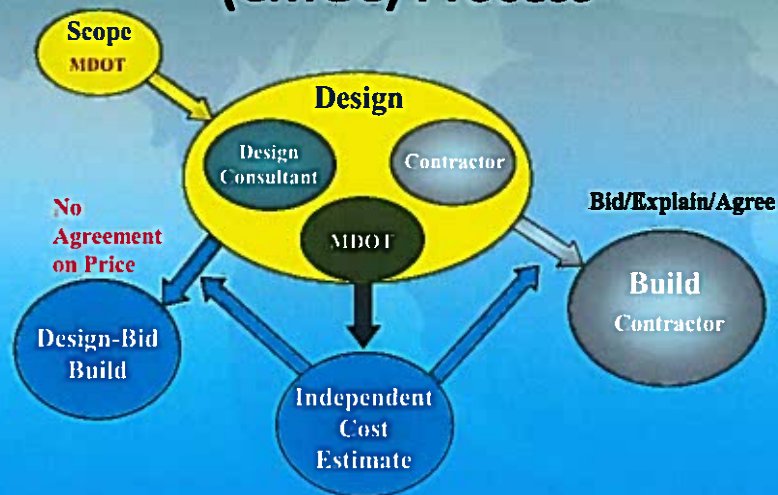 Process
Scope
MDOT
Design
Design
Consultant
Contractor
MDOT
No
Agreement
on Price
Bid/Explain/Agree
Design-Bid
Build
Independent
Cost
Estimate
Build
Contractor